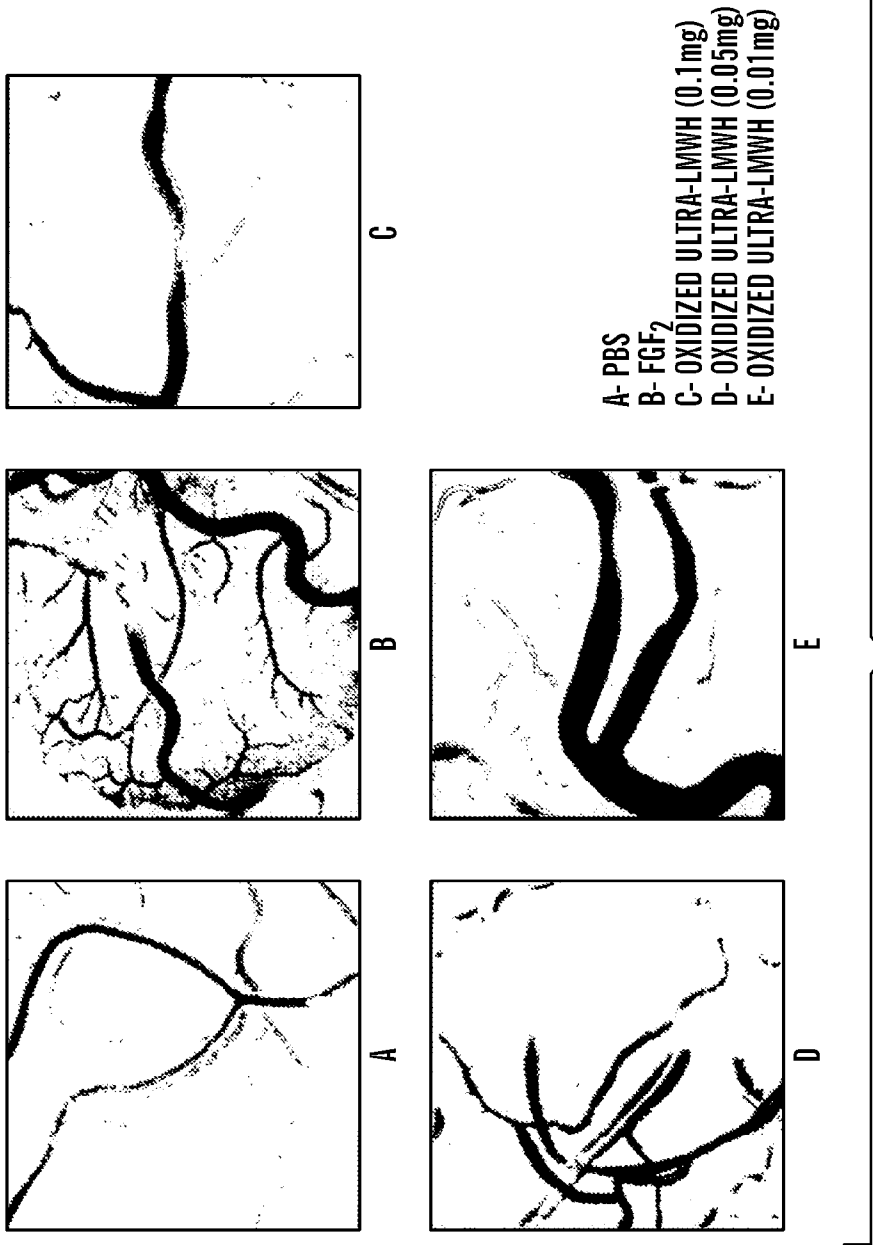 A
B
C
D
E
A- PBS
B- FGF2
C- OXIDIZED ULTRA-LMWH (0.1mg)
D- OXIDIZED ULTRA-LMWH (0.05mg)
E- OXIDIZED ULTRA-LMWH (0.01mg)